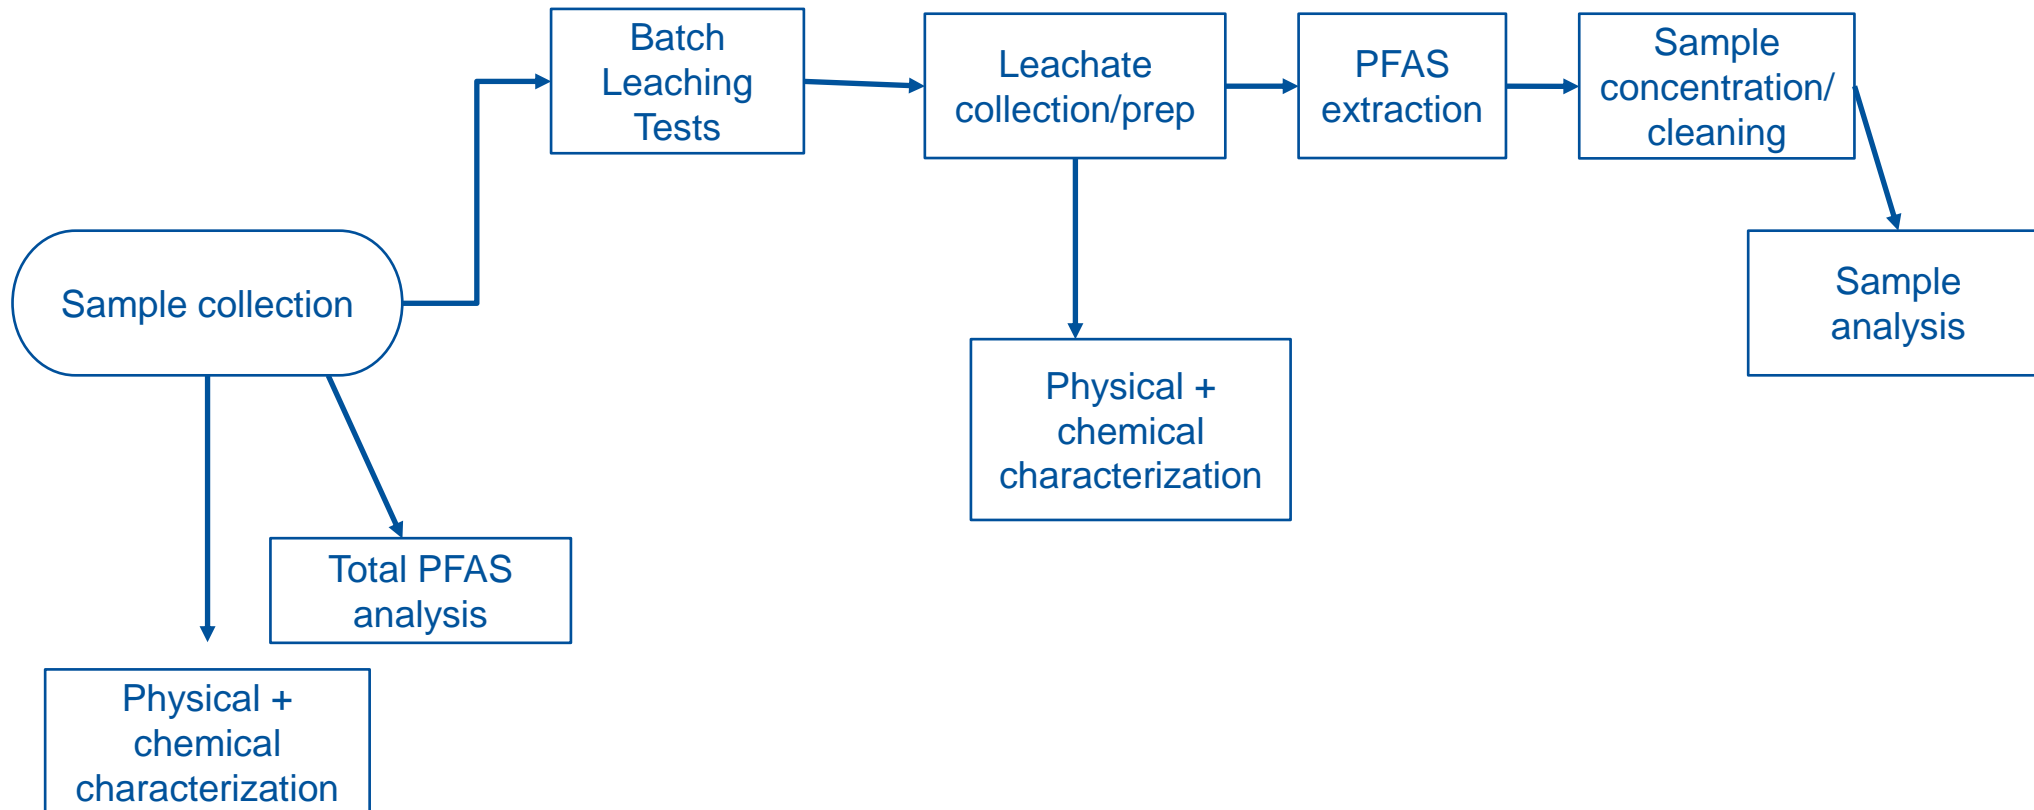 Batch
Leaching
Tests
Leachate
collection/prep
PFAS
extraction
Sample
concentration/
cleaning
Sample collection
Sample
analysis
Physical +
chemical
characterization
Total PFAS
analysis
Physical +
chemical
characterization